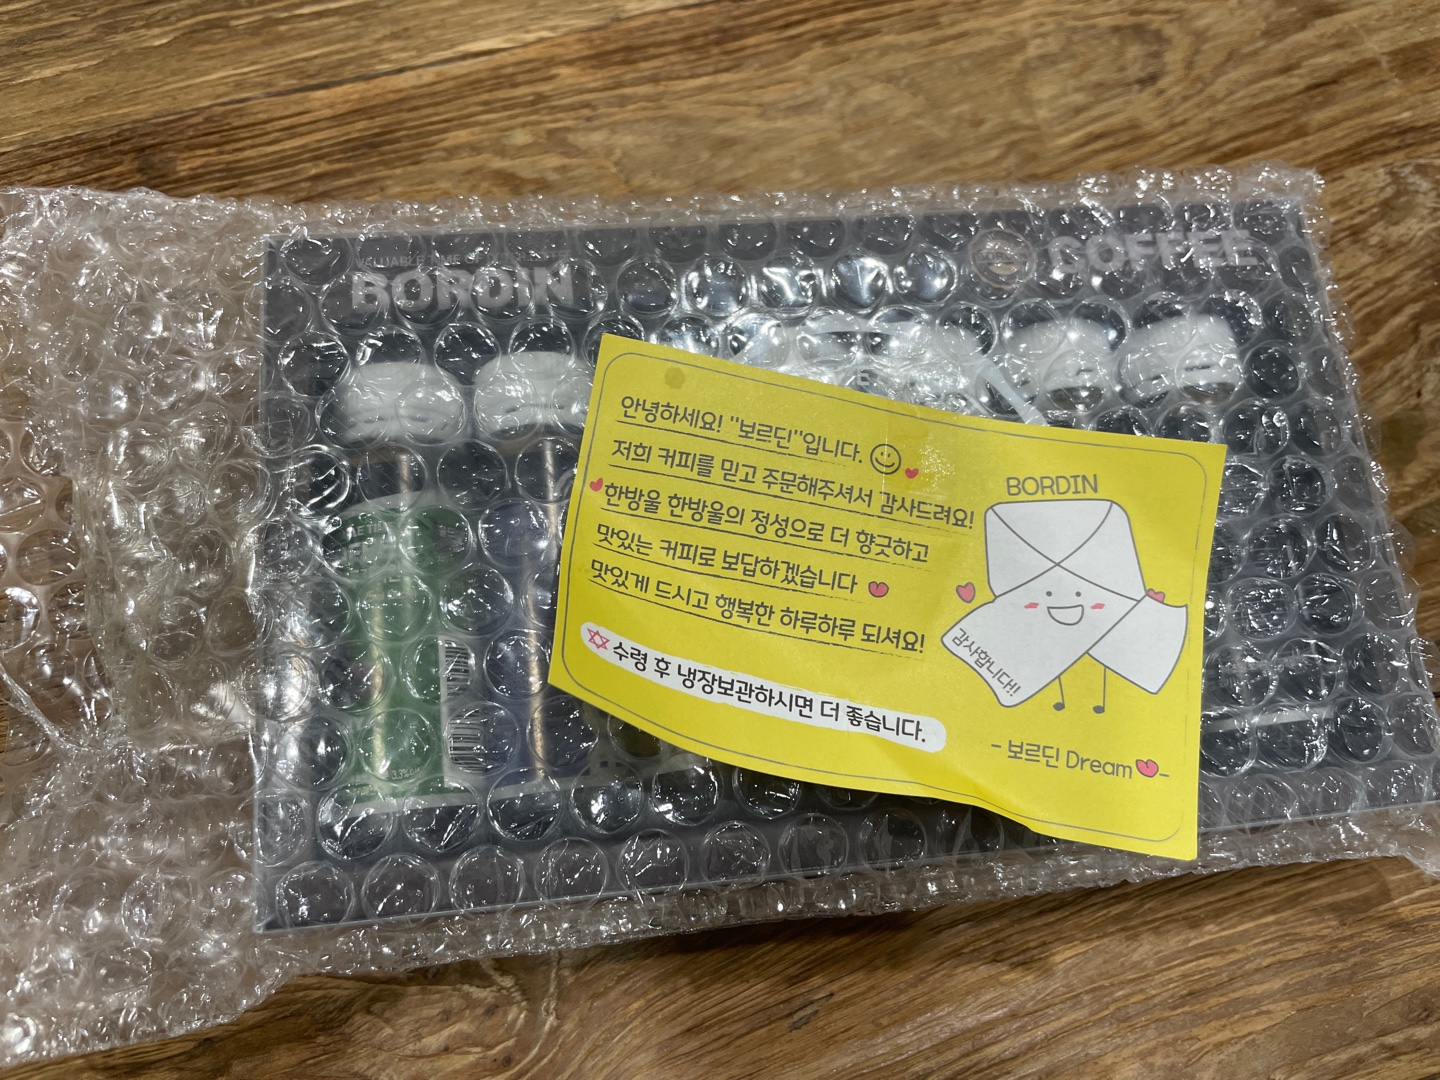 VALUABLE TIME
BORDIN
COFFEE
안녕하세요! "보르딘"입니다.
저희 커피를 믿고 주문해주셔서 감사드려요!
한방울 한방울의 정성으로 더 향긋하고
맛있는 커피로 보답하겠습니다
맛있게 드시고 행복한 하루하루 되셔요!
수령 후 냉장보관하시면 더 좋습니다.
BORDIN
감사합니다!!
- 보르딘 Dream -